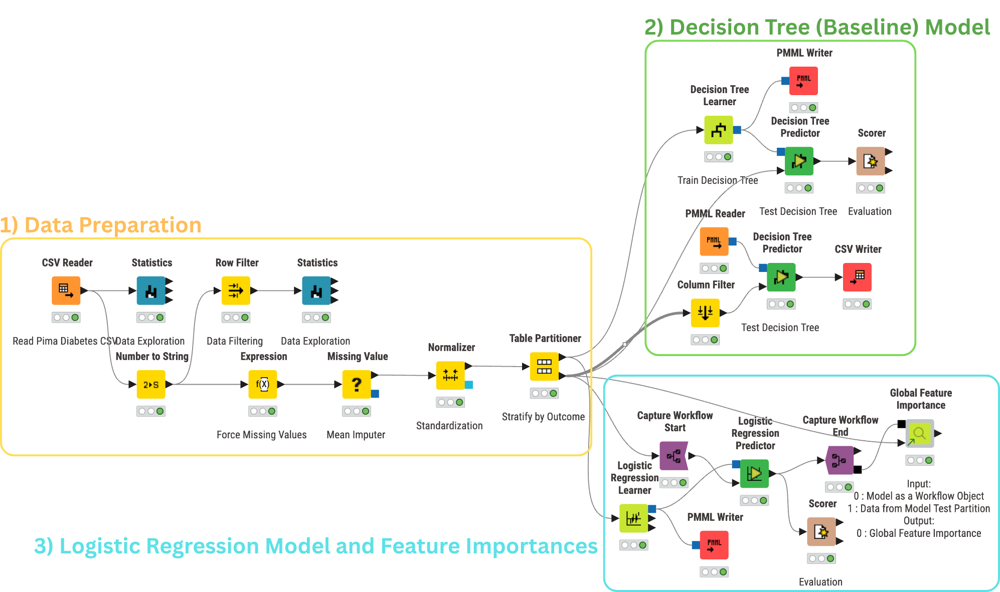 2) Decision Tree (Baseline) Model
PMML Writer
PMML
Decision Tree
Learner
Decision Tree
Predictor
Scorer
Train Decision Tree
Test Decision Tree
Evaluation
PMML Reader
PMML
Decision Tree
Predictor
CSV Writer
Column Filter
Test Decision Tree
1) Data Preparation
CSV Reader
Statistics
Row Filter
Statistics
Read Pima Diabetes CSV
Data Exploration
Data Filtering
Data Exploration
Number to String
2▸S
Expression
f(X)
Missing Value
?
Normalizer
Table Partitioner
Force Missing Values
Mean Imputer
Standardization
Stratify by Outcome
Global Feature
Importance
Capture Workflow
Start
Logistic
Regression
Predictor
Capture Workflow
End
Logistic
Regression
Learner
Input:
0 : Model as a Workflow Object
1 : Data from Model Test Partition
Output:
0 : Global Feature Importance
Scorer
PMML Writer
PMML
Evaluation
3) Logistic Regression Model and Feature Importances